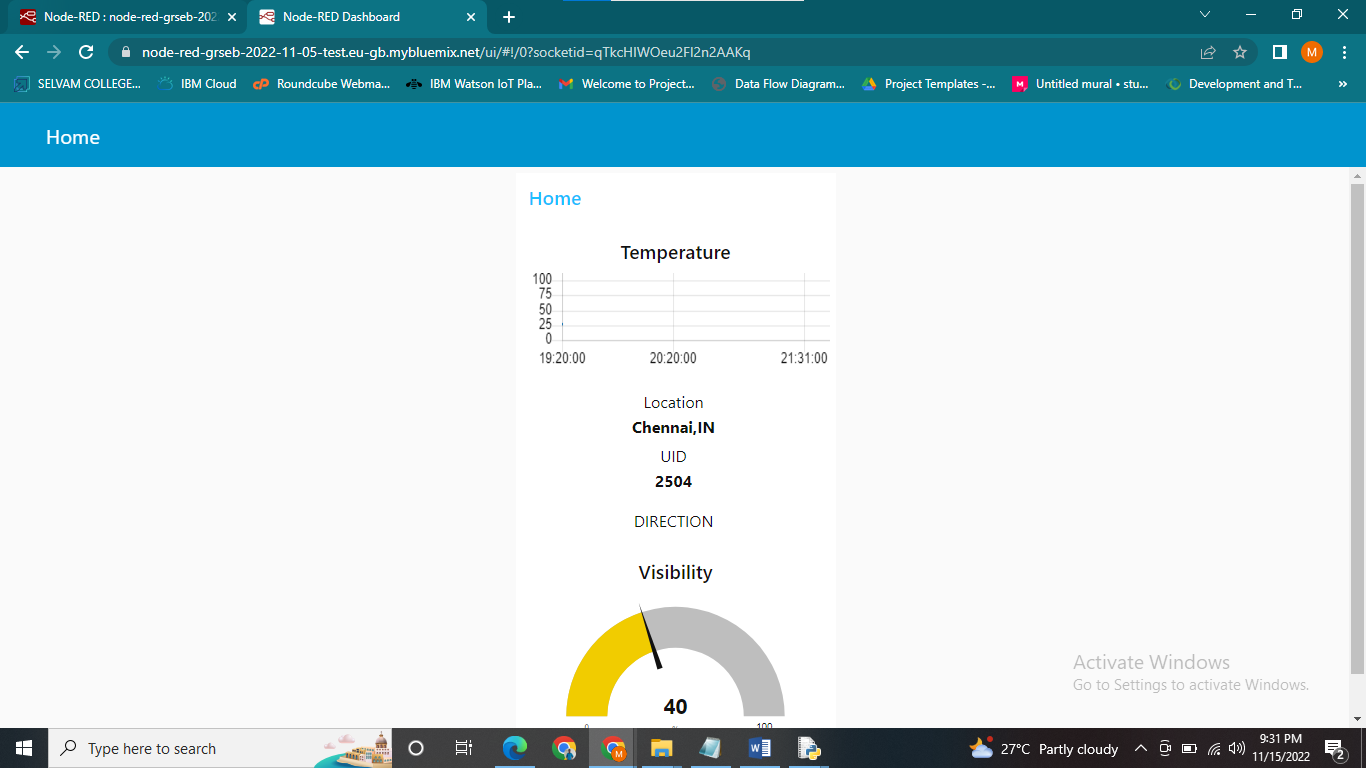 Node-RED : node-red-grseb-202
Node-RED Dashboard
node-red-grseb-2022-11-05-test.eu-gb.mybluemix.net/ui/#!/0?socketid=qTkcHIWOeu2FI2n2AAKq
M
SELVAM COLLEGE...
IBM Cloud
Roundcube Webma...
IBM Watson IoT Pla...
Welcome to Project...
Data Flow Diagram...
Project Templates -...
Untitled mural • stu...
Development and T...
Home
Home
Temperature
100
75
50
25
0
19:20:00 20:20:00 21:31:00
Location
Chennai,IN
UID
2504
DIRECTION
Visibility
40
0 100
Activate Windows
Go to Settings to activate Windows.
Type here to search
27°C Partly cloudy
9:31 PM
11/15/2022
2